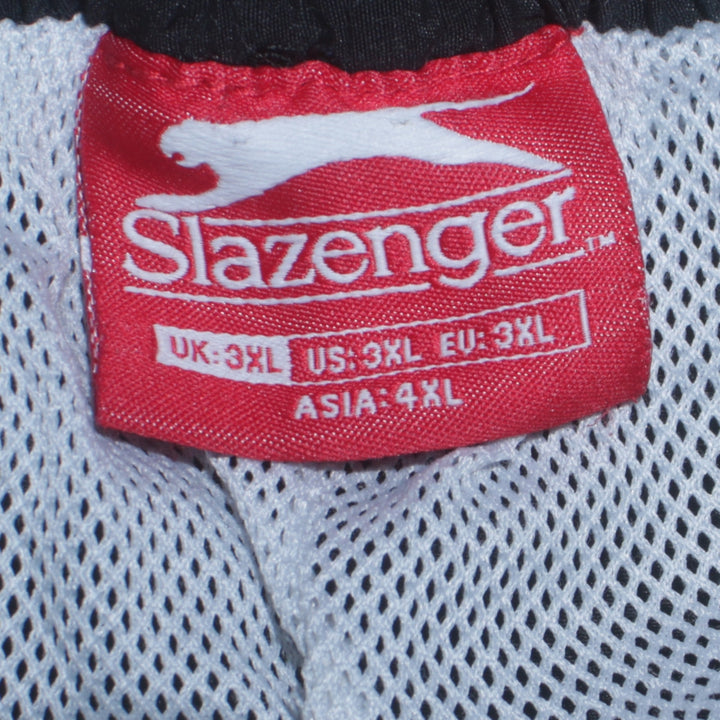 Slazenger™
UK: 3XL US: 3XL EU: 3XL
ASIA: 4XL